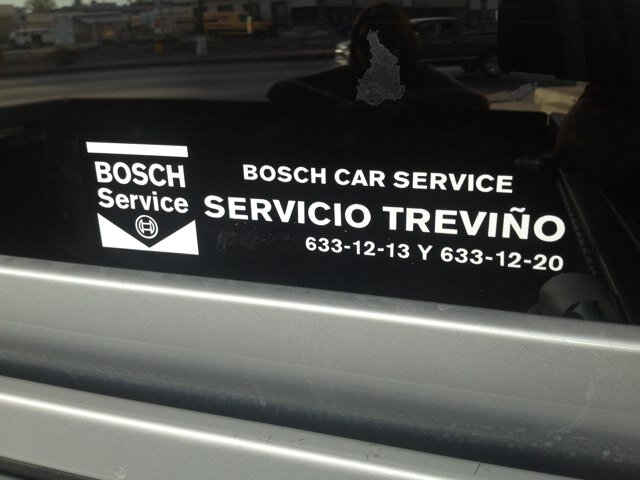 BOSCH
Service
BOSCH CAR SERVICE
SERVICIO TREVIÑO
633-12-13 Y 633-12-20